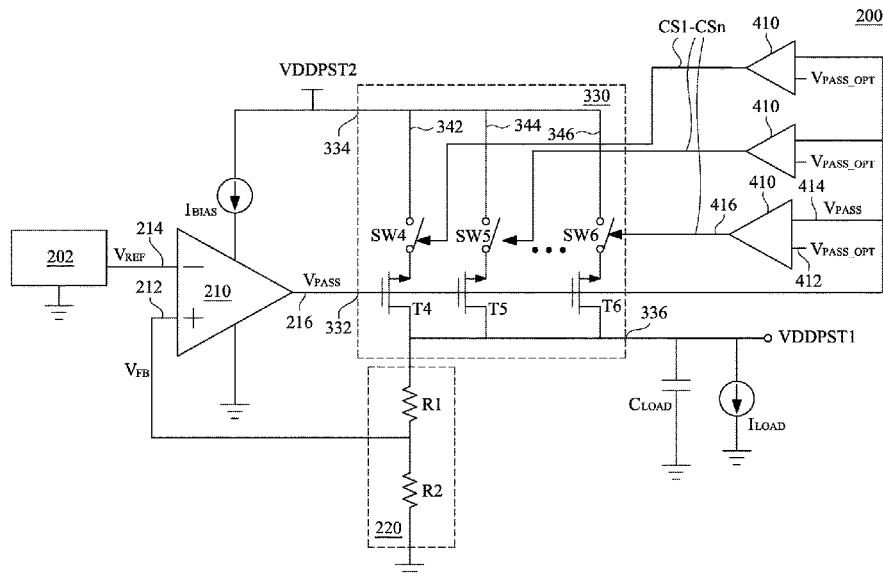 200
CS1-CSn
410
VDDPST2
VPASS_OPT
330
342
344
346
334
410
VPASS_OPT
410
414
VPASS
416
IBIAS
SW4
SW5
SW6
VPASS_OPT
412
202
214
VREF
212
210
VPASS
216
332
T4
T5
T6
336
VDDPST1
VFB
R1
CLOAD
ILOAD
R2
220